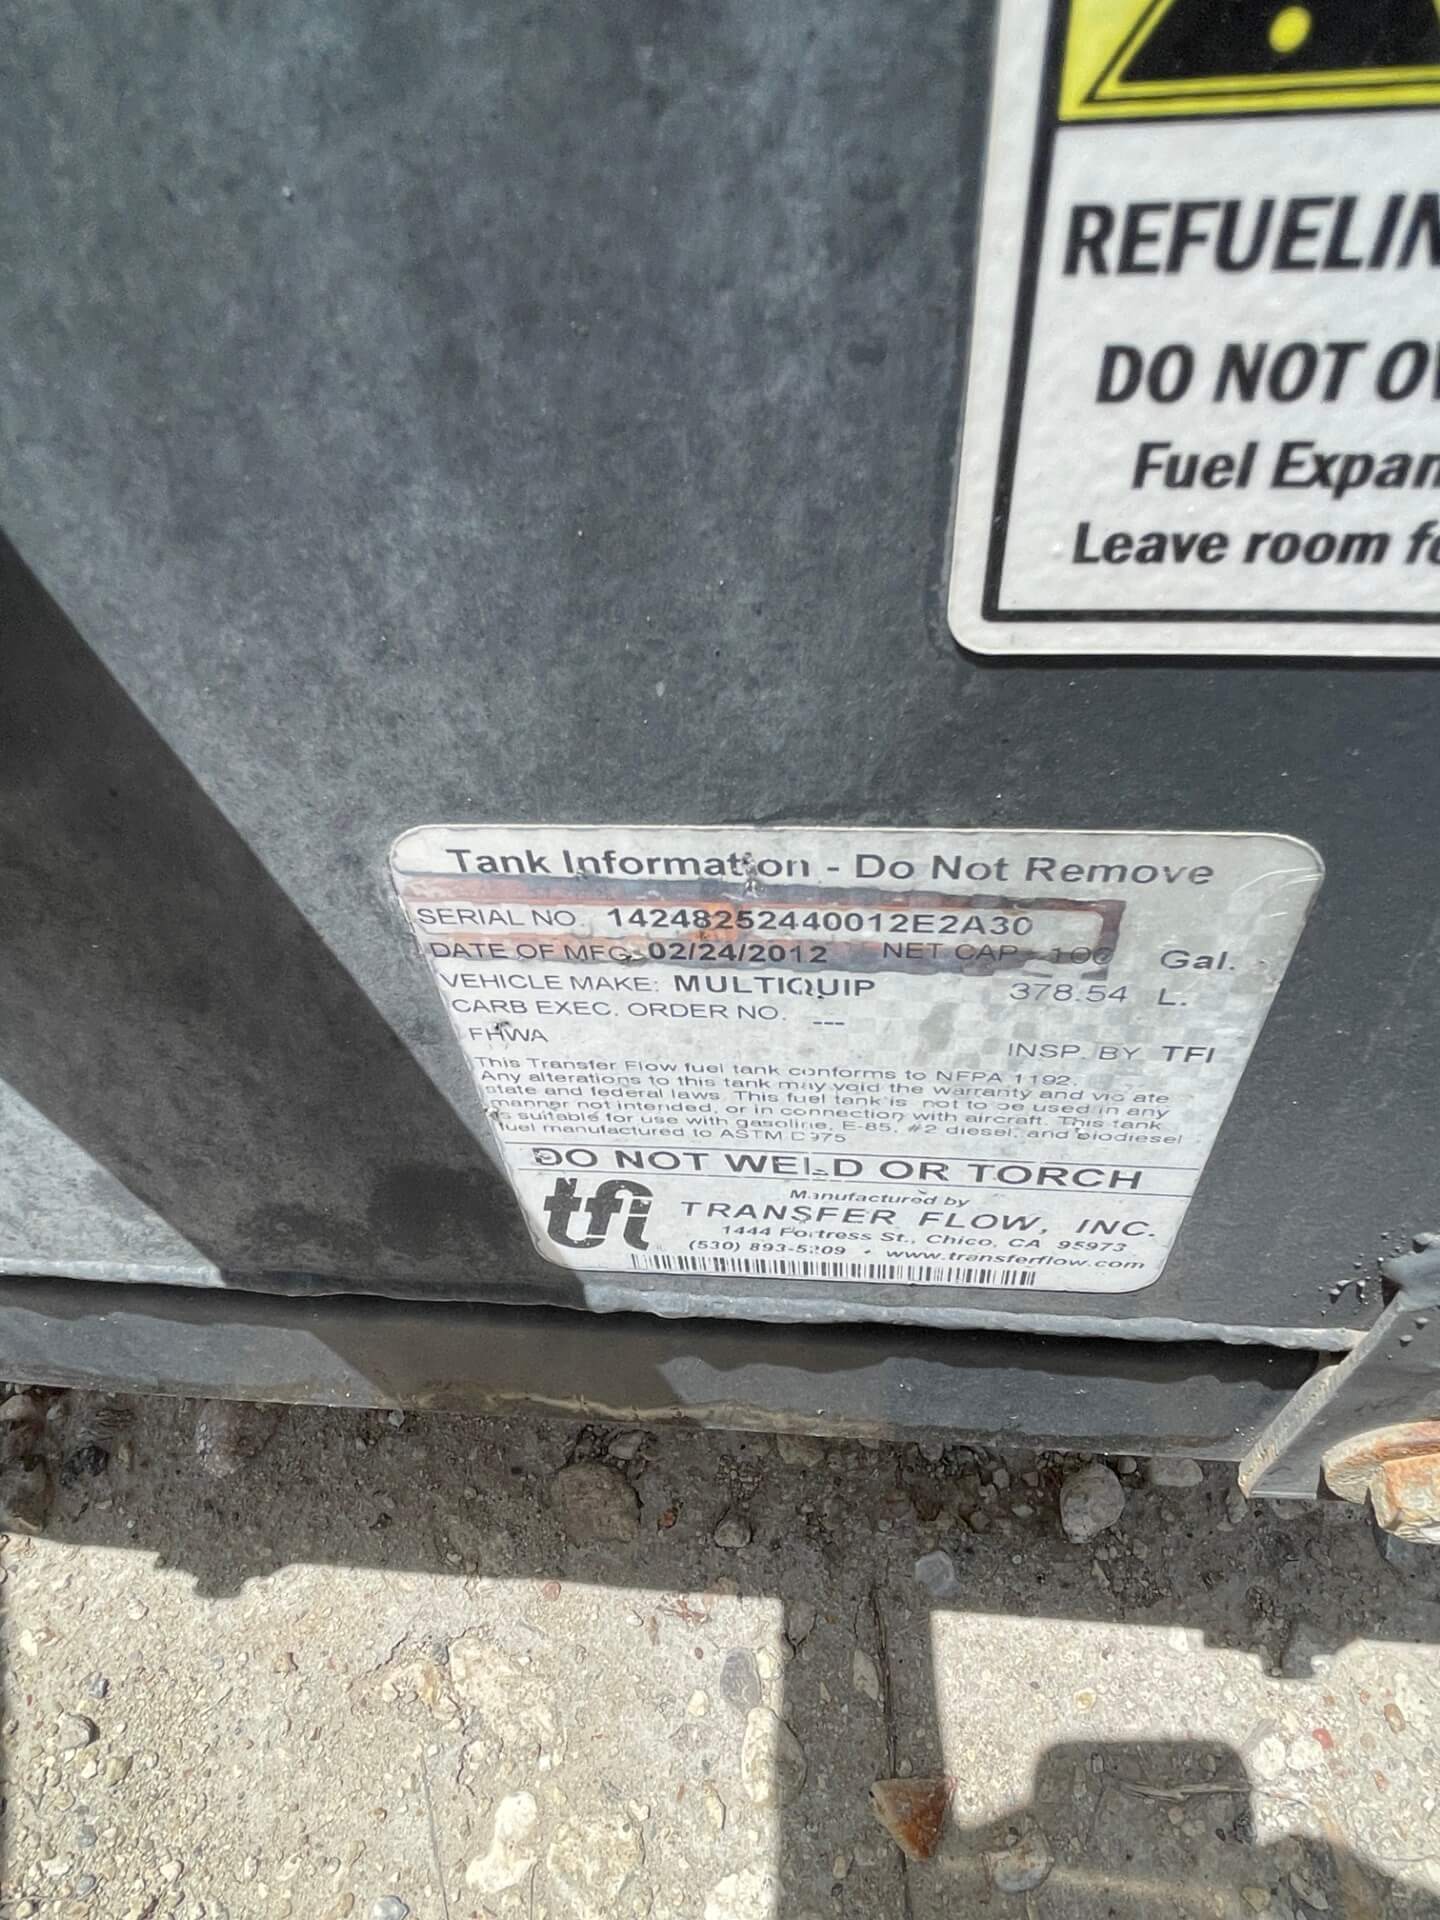 REFUELIN
DO NOT O
Fuel Expan
Leave room fo
Tank Information - Do Not Remove
SERIAL NO. 14248252440012E2A30
DATE OF MFG. 02/24/2012 NET CAP 100 Gal.
VEHICLE MAKE: MULTIQUIP 378.54 L.
CARB EXEC. ORDER NO. ---
FHWA INSP. BY TFI
This Transfer Flow fuel tank conforms to NFPA 1192.
Any alterations to this tank may void the warranty and violate
state and federal laws. This fuel tank is not to be used in any
manner not intended, or in connection with aircraft. This tank
is suitable for use with gasoline, E-85, #2 diesel, and biodiesel
fuel manufactured to ASTM D975
DO NOT WELD OR TORCH
tfi
Manufactured by
TRANSFER FLOW, INC.
1444 Fortress St., Chico, CA 95973
(530) 893-5209 • www.transferflow.com